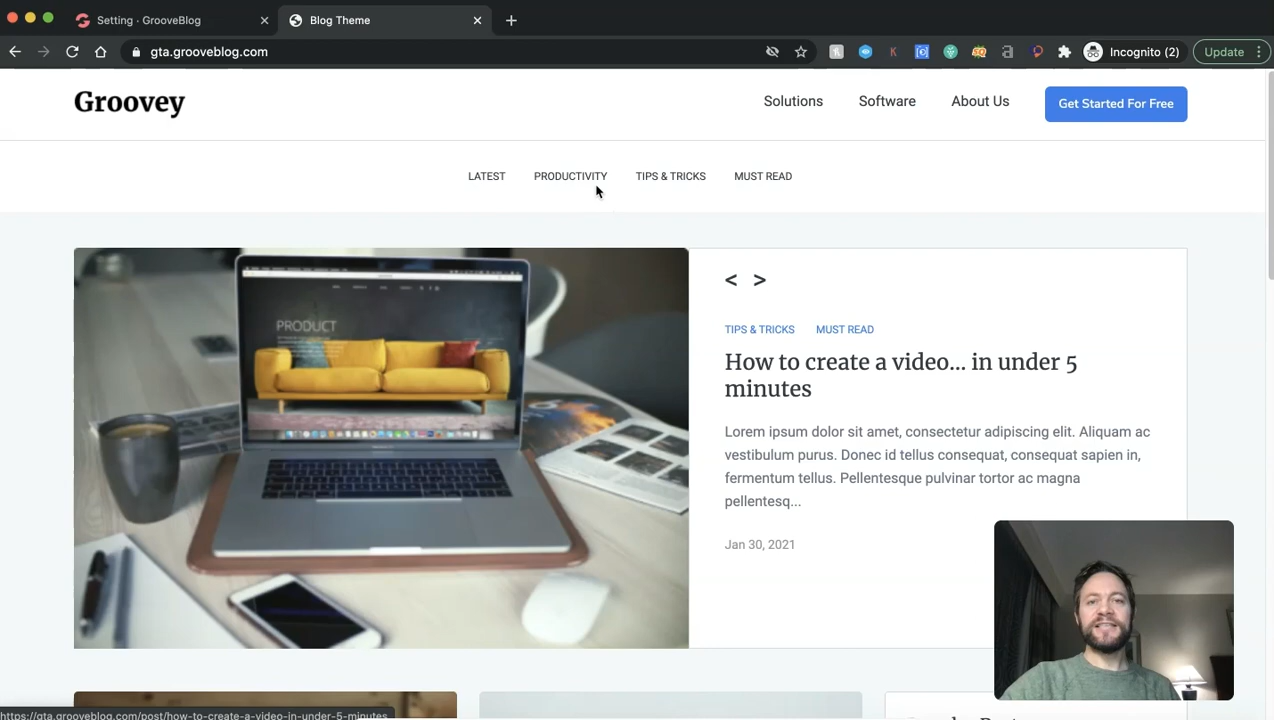 Setting · GrooveBlog
Blog Theme
gta.grooveblog.com
Incognito (2)
Update
Groovey
Solutions
Software
About Us
Get Started For Free
LATEST
PRODUCTIVITY
TIPS & TRICKS
MUST READ
PRODUCT
< >
TIPS & TRICKS
MUST READ
How to create a video... in under 5
minutes
Lorem ipsum dolor sit amet, consectetur adipiscing elit. Aliquam ac
vestibulum purus. Donec id tellus consequat, consequat sapien in,
fermentum tellus. Pellentesque pulvinar tortor ac magna
pellentesq...
Jan 30, 2021
https://gta.grooveblog.com/post/how-to-create-a-video-in-under-5-minutes